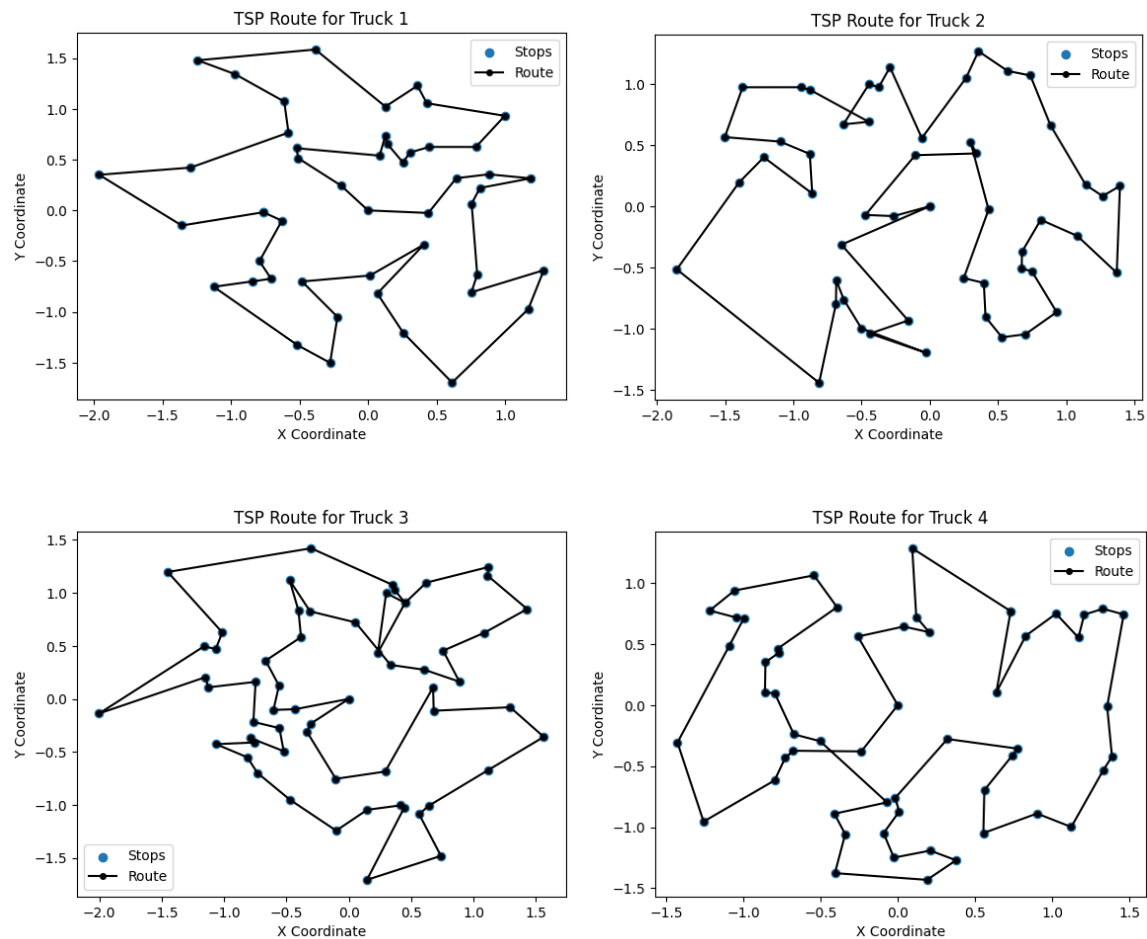 TSP Route for Truck 1
Stops
Route
Y Coordinate
1.5
1.0
0.5
0.0
−0.5
−1.0
−1.5
−2.0 −1.5 −1.0 −0.5 0.0 0.5 1.0
X Coordinate
TSP Route for Truck 2
Stops
Route
Y Coordinate
1.0
0.5
0.0
−0.5
−1.0
−1.5
−2.0 −1.5 −1.0 −0.5 0.0 0.5 1.0 1.5
X Coordinate
TSP Route for Truck 3
Y Coordinate
1.5
1.0
0.5
0.0
−0.5
−1.0
−1.5
Stops
Route
−2.0 −1.5 −1.0 −0.5 0.0 0.5 1.0 1.5
X Coordinate
TSP Route for Truck 4
Stops
Route
Y Coordinate
1.0
0.5
0.0
−0.5
−1.0
−1.5
−1.5 −1.0 −0.5 0.0 0.5 1.0 1.5
X Coordinate